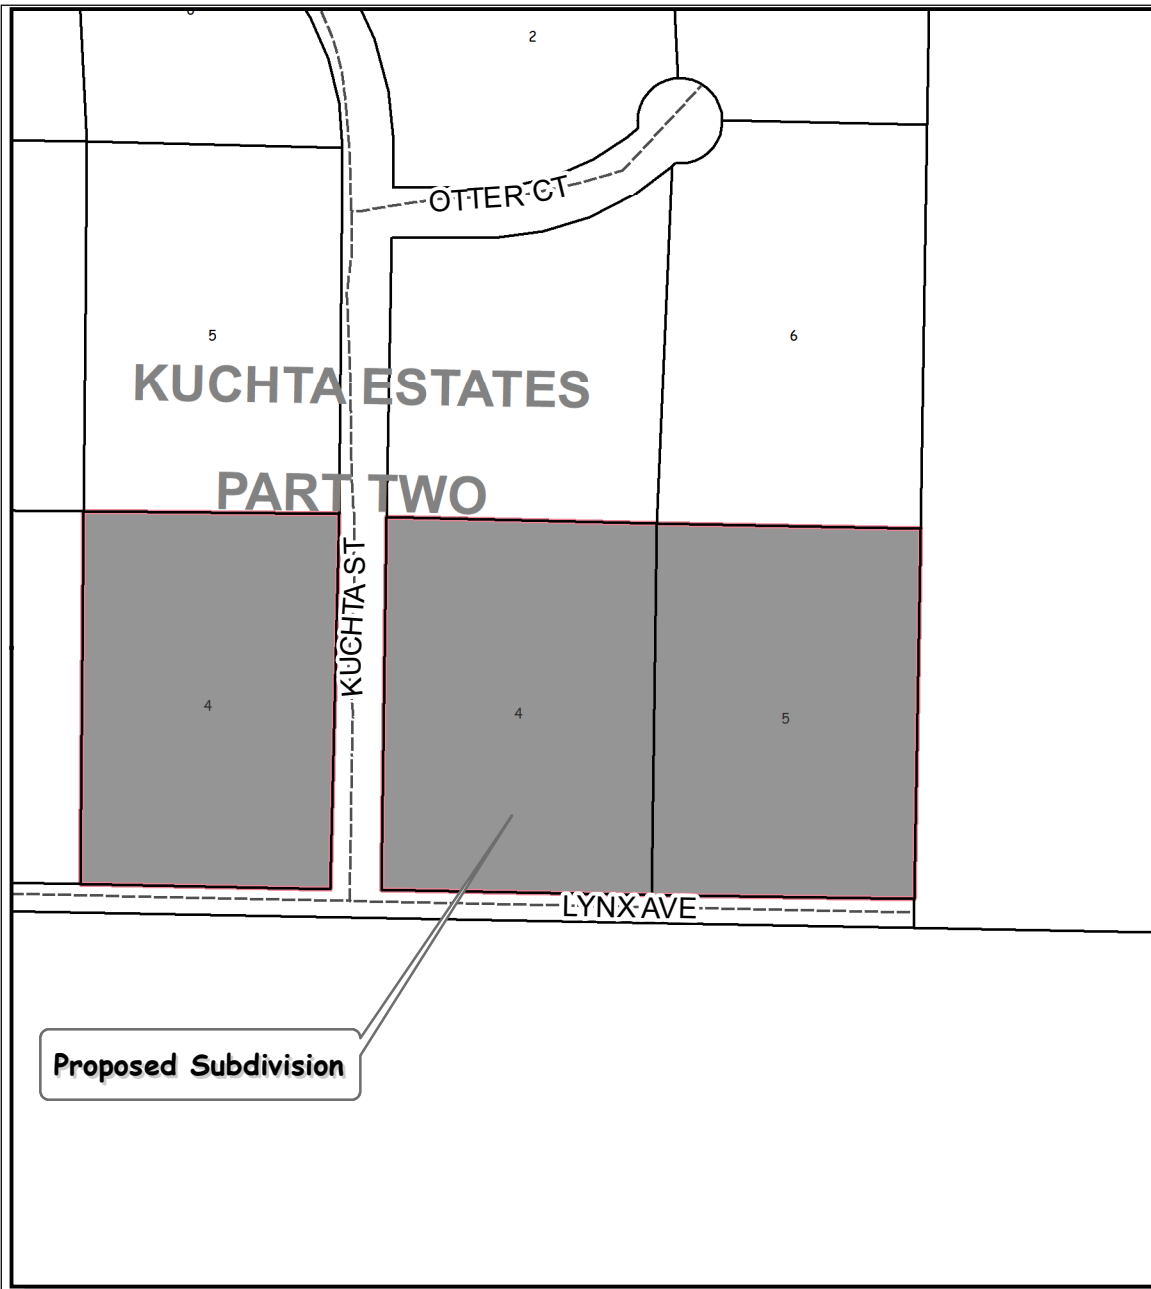 2
OTTER CT
5
6
KUCHTA ESTATES
PART TWO
KUCHTA ST
4
4
5
LYNX AVE
Proposed Subdivision